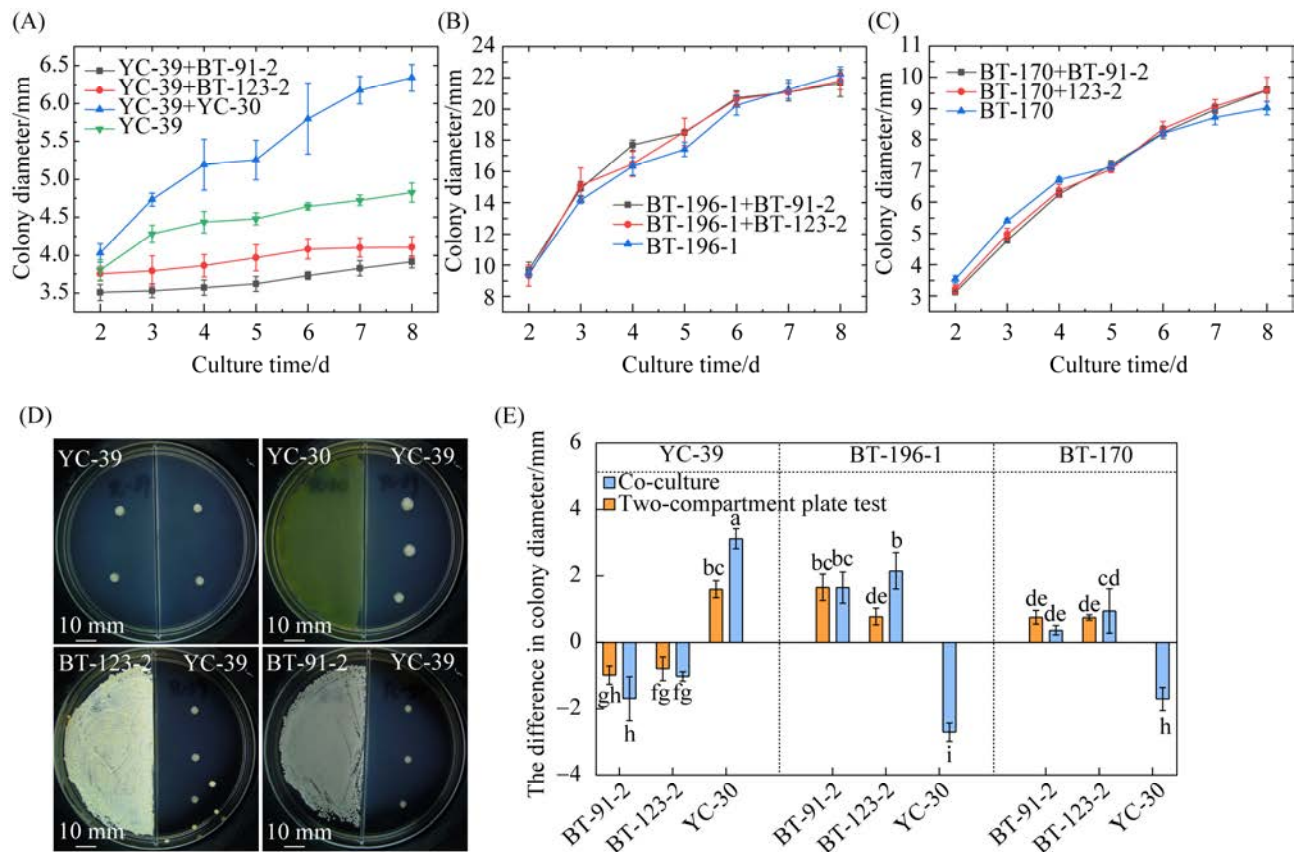 (A)
Colony diameter/mm
6.5
6.0
5.5
5.0
4.5
4.0
3.5
YC-39+BT-91-2
YC-39+BT-123-2
YC-39+YC-30
YC-39
2 3 4 5 6 7 8
Culture time/d
(B)
Colony diameter/mm
24
22
20
18
16
14
12
10
8
BT-196-1+BT-91-2
BT-196-1+BT-123-2
BT-196-1
2 3 4 5 6 7 8
Culture time/d
(C)
Colony diameter/mm
11
10
9
8
7
6
5
4
3
BT-170+BT-91-2
BT-170+123-2
BT-170
2 3 4 5 6 7 8
Culture time/d
(D)
YC-39
10 mm
YC-30 YC-39
10 mm
BT-123-2 YC-39
10 mm
BT-91-2 YC-39
10 mm
(E)
The difference in colony diameter/mm
6
4
2
0
−2
−4
YC-39 BT-196-1 BT-170
Co-culture
Two-compartment plate test
gh h fg fg bc a
bc bc de b i
de de de cd h
BT-91-2 BT-123-2 YC-30
BT-91-2 BT-123-2 YC-30
BT-91-2 BT-123-2 YC-30